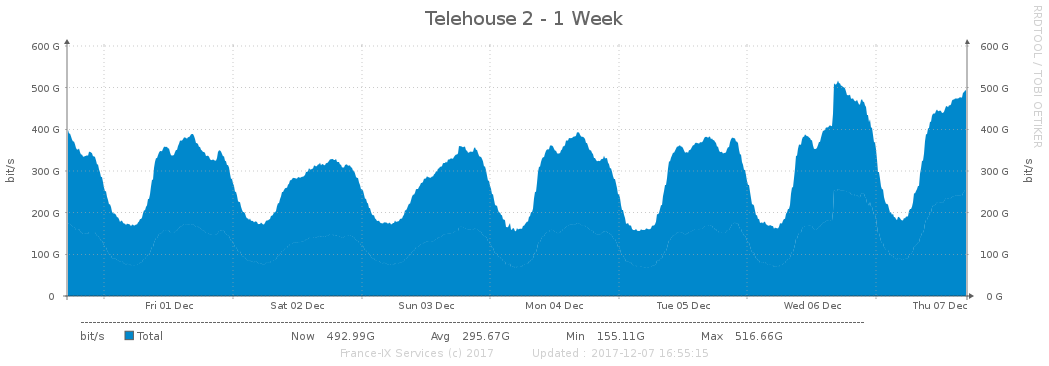 Telehouse 2 - 1 Week
RRDTOOL / TOBI OETIKER
600 G 600 G
500 G 500 G
400 G 400 G
300 G 300 G
200 G 200 G
100 G 100 G
0 0 G
bit/s
bit/s
Fri 01 Dec Sat 02 Dec Sun 03 Dec Mon 04 Dec Tue 05 Dec Wed 06 Dec Thu 07 Dec
bit/s Total Now 492.99G Avg 295.67G Min 155.11G Max 516.66G
France-IX Services (c) 2017 Updated : 2017-12-07 16:55:15